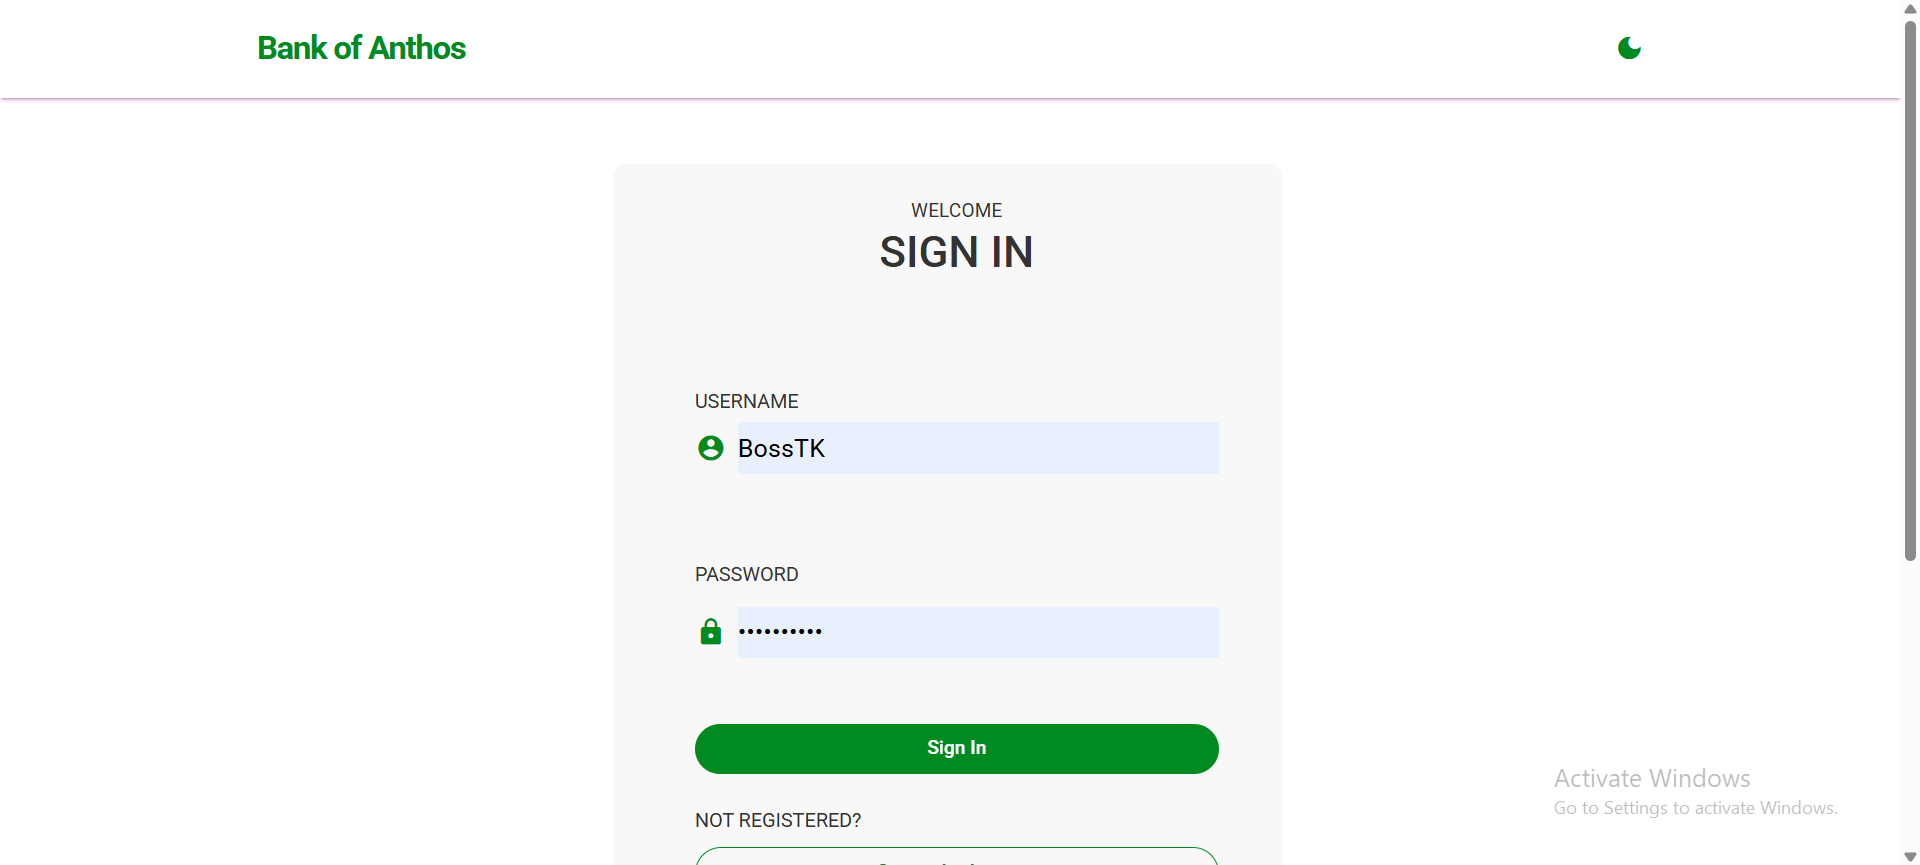 Bank of Anthos
WELCOME
SIGN IN
USERNAME
BossTK
PASSWORD
••••••••••
Sign In
NOT REGISTERED?
Activate Windows
Go to Settings to activate Windows.